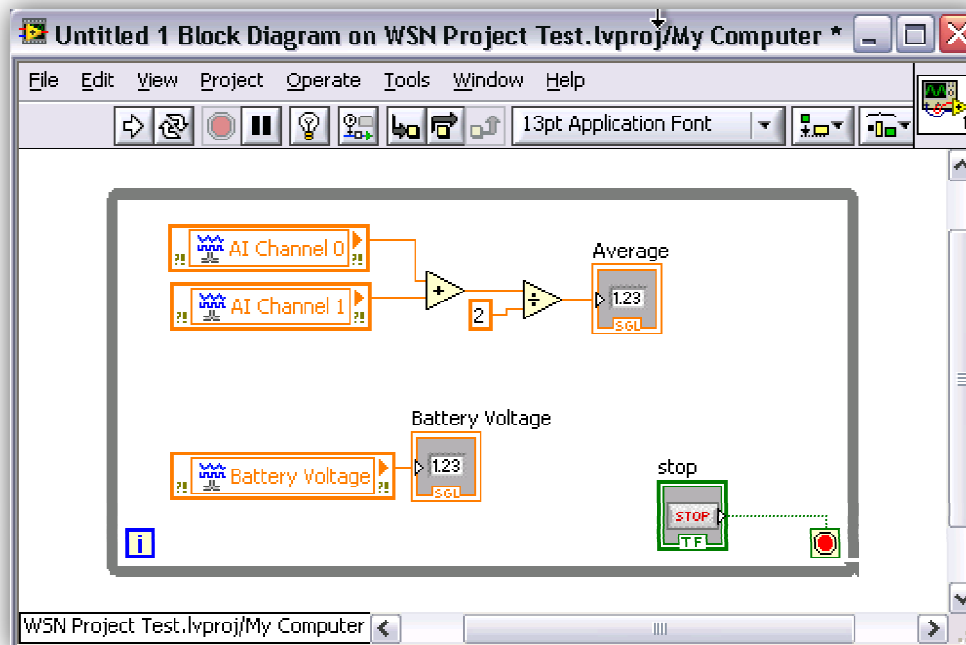 Untitled 1 Block Diagram on WSN Project Test.lvproj/My Computer *
File Edit View Project Operate Tools Window Help
13pt Application Font
1
Average
AI Channel 0
?! ?!
AI Channel 1
?! ?!
+
÷
2
1.23
SGL
Battery Voltage
Battery Voltage
?! ?!
1.23
SGL
stop
STOP
TF
i
WSN Project Test.lvproj/My Computer